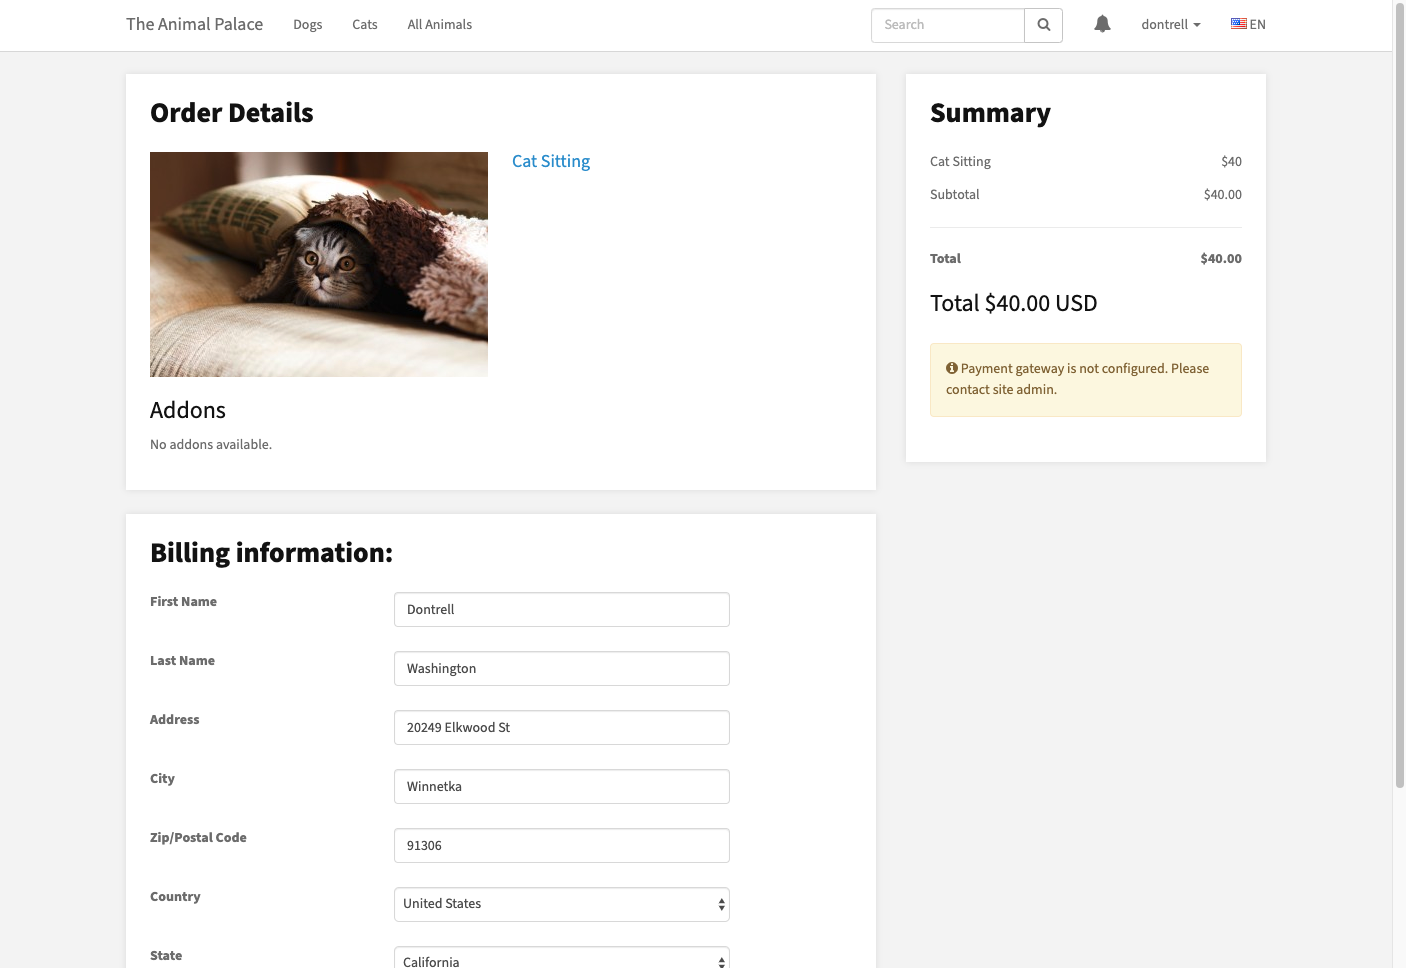 The Animal Palace
Dogs
Cats
All Animals
Search
dontrell
EN
Order Details
Cat Sitting
Addons
No addons available.
Summary
Cat Sitting $40
Subtotal $40.00
Total $40.00
Total $40.00 USD
Payment gateway is not configured. Please
contact site admin.
Billing information:
First Name Dontrell
Last Name Washington
Address 20249 Elkwood St
City Winnetka
Zip/Postal Code 91306
Country United States
State California